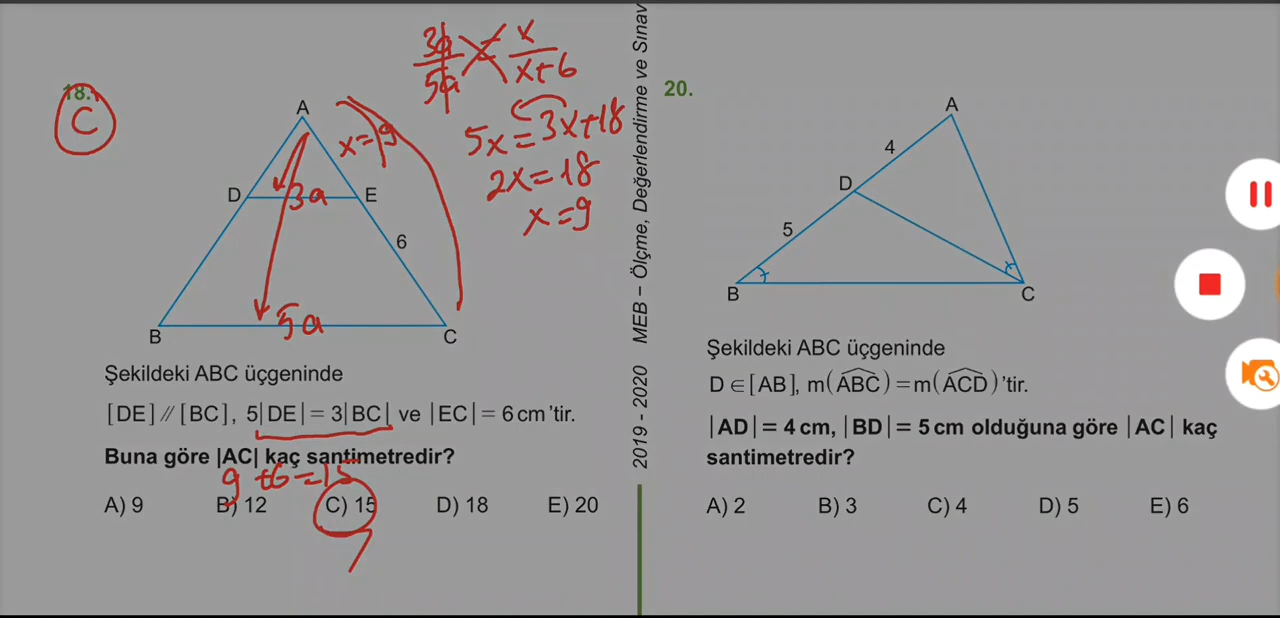 18.
C
A
D
E
6
B
C
3a
5a
x=9
3a/5a x/x+6
5x=3x+18
2x=18
x=9
Şekildeki ABC üçgeninde
[DE] // [BC], 5|DE| = 3|BC| ve |EC| = 6 cm'tir.
Buna göre |AC| kaç santimetredir?
9+6=15
A) 9 B) 12 C) 15 D) 18 E) 20
2019 - 2020 MEB – Ölçme, Değerlendirme ve Sınav
20.
A
4
D
5
B
C
Şekildeki ABC üçgeninde
D ∈ [AB], m(ABC) = m(ACD)'tir.
|AD| = 4 cm, |BD| = 5 cm olduğuna göre |AC| kaç
santimetredir?
A) 2 B) 3 C) 4 D) 5 E) 6